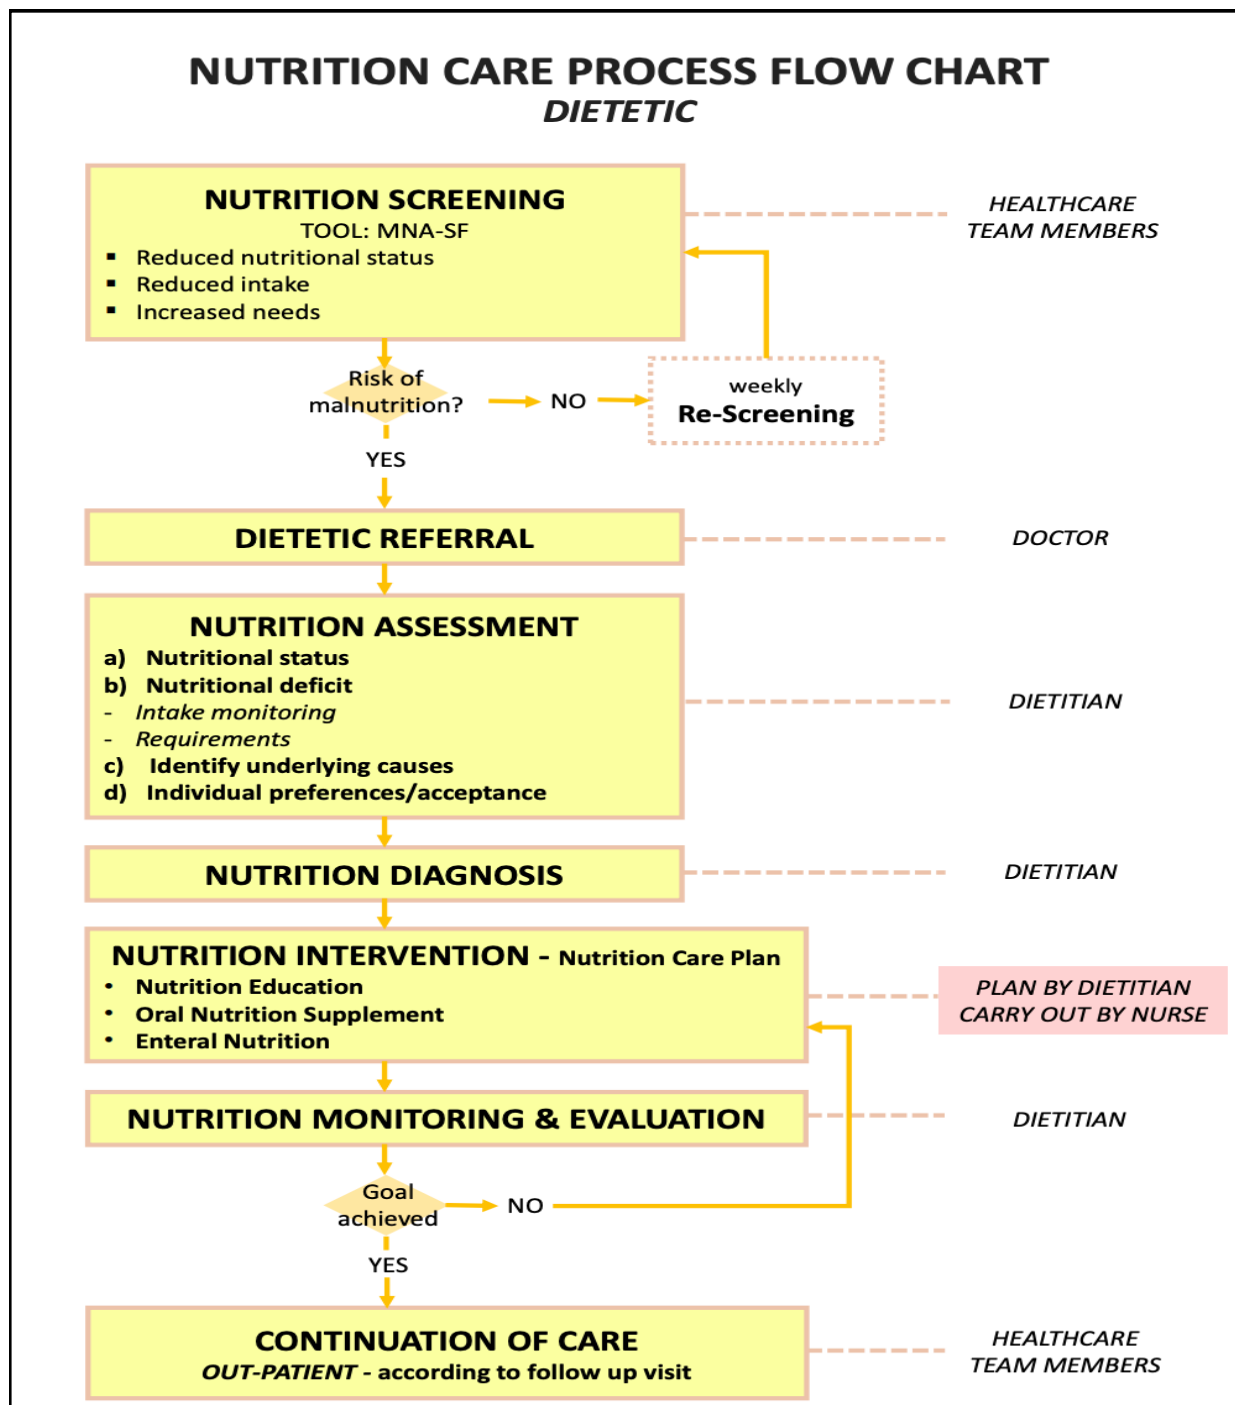 NUTRITION CARE PROCESS FLOW CHART
DIETETIC
NUTRITION SCREENING
TOOL: MNA-SF
▪ Reduced nutritional status
▪ Reduced intake
▪ Increased needs
HEALTHCARE
TEAM MEMBERS
Risk of
malnutrition?
NO
weekly
Re-Screening
YES
DIETETIC REFERRAL
DOCTOR
NUTRITION ASSESSMENT
a) Nutritional status
b) Nutritional deficit
- Intake monitoring
- Requirements
c) Identify underlying causes
d) Individual preferences/acceptance
DIETITIAN
NUTRITION DIAGNOSIS
DIETITIAN
NUTRITION INTERVENTION - Nutrition Care Plan
• Nutrition Education
• Oral Nutrition Supplement
• Enteral Nutrition
PLAN BY DIETITIAN
CARRY OUT BY NURSE
NUTRITION MONITORING & EVALUATION
DIETITIAN
Goal
achieved
NO
YES
CONTINUATION OF CARE
OUT-PATIENT - according to follow up visit
HEALTHCARE
TEAM MEMBERS